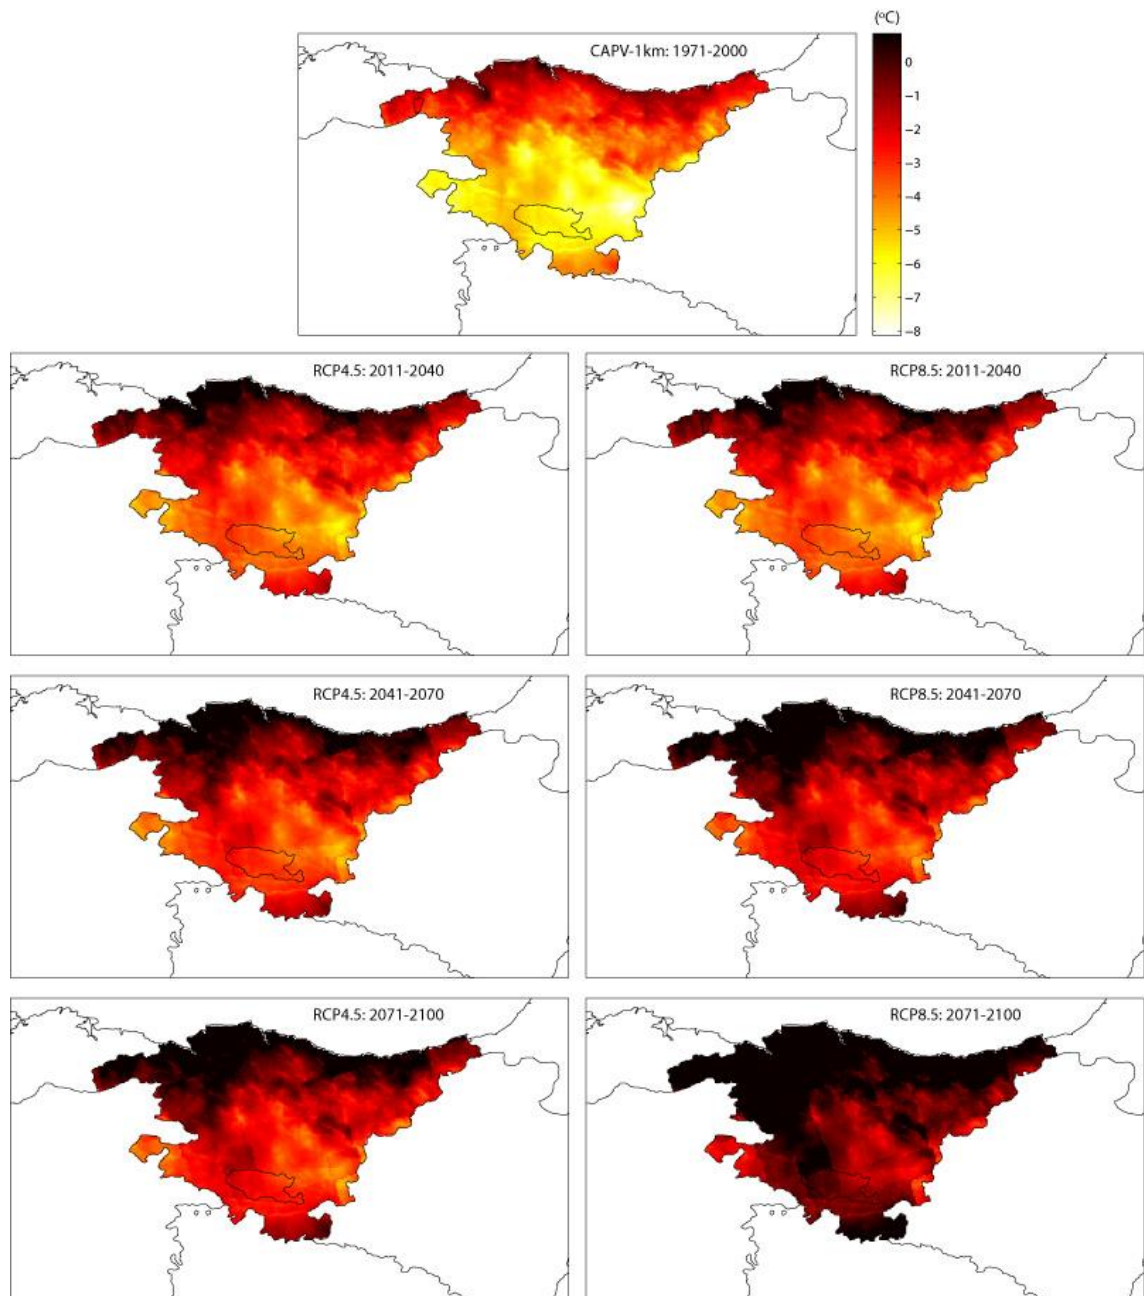 (°C)
CAPV-1km: 1971-2000
0
−1
−2
−3
−4
−5
−6
−7
−8
RCP4.5: 2011-2040
RCP8.5: 2011-2040
RCP4.5: 2041-2070
RCP8.5: 2041-2070
RCP4.5: 2071-2100
RCP8.5: 2071-2100